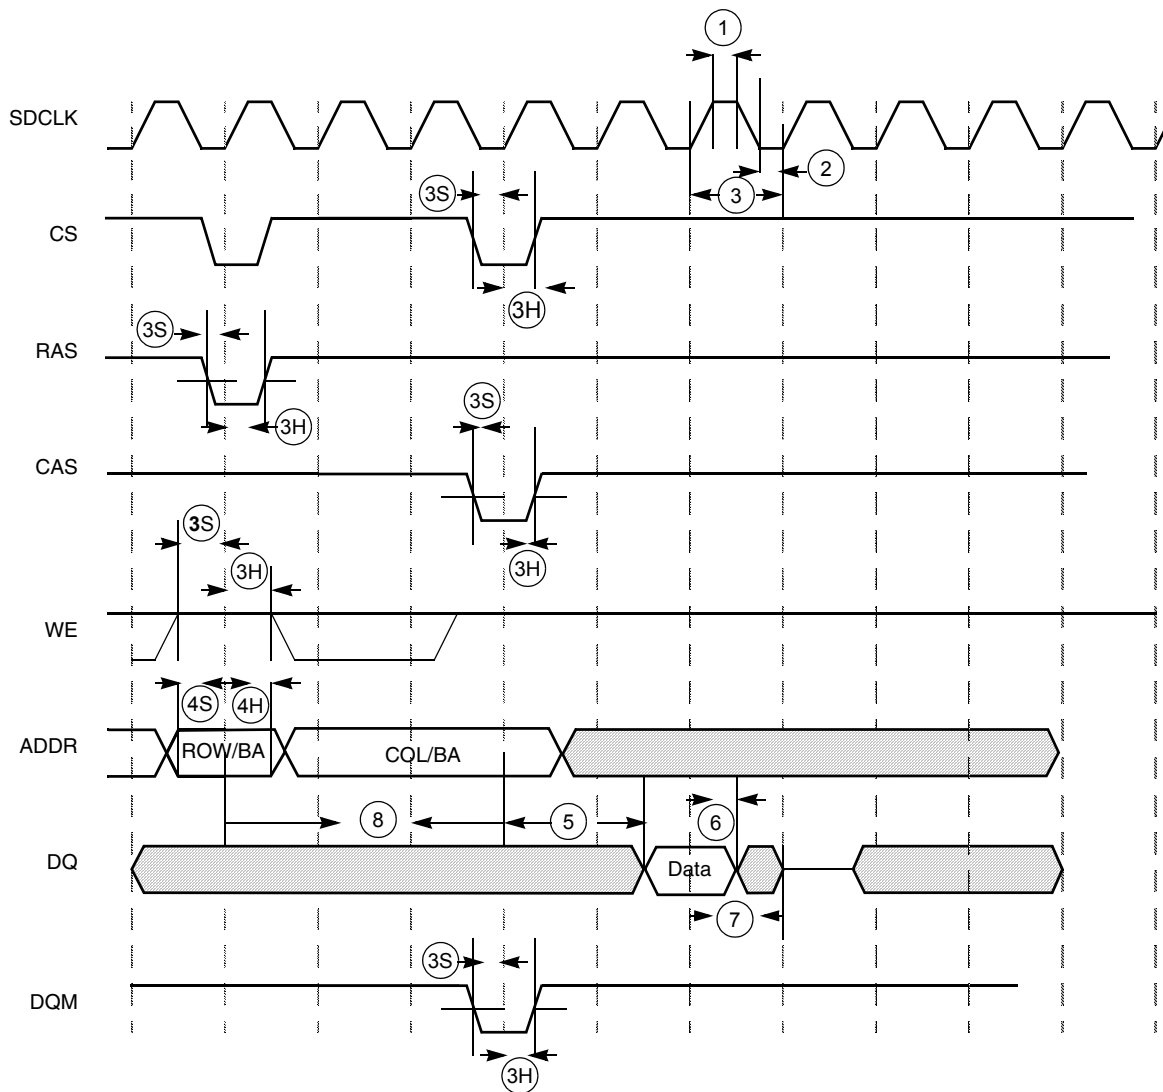 1
SDCLK
2
3S
3
CS
3H
3S
RAS
3S
3H
CAS
3S
3H
3H
WE
4S
4H
ADDR
ROW/BA
COL/BA
8
5
6
DQ
Data
7
3S
DQM
3H